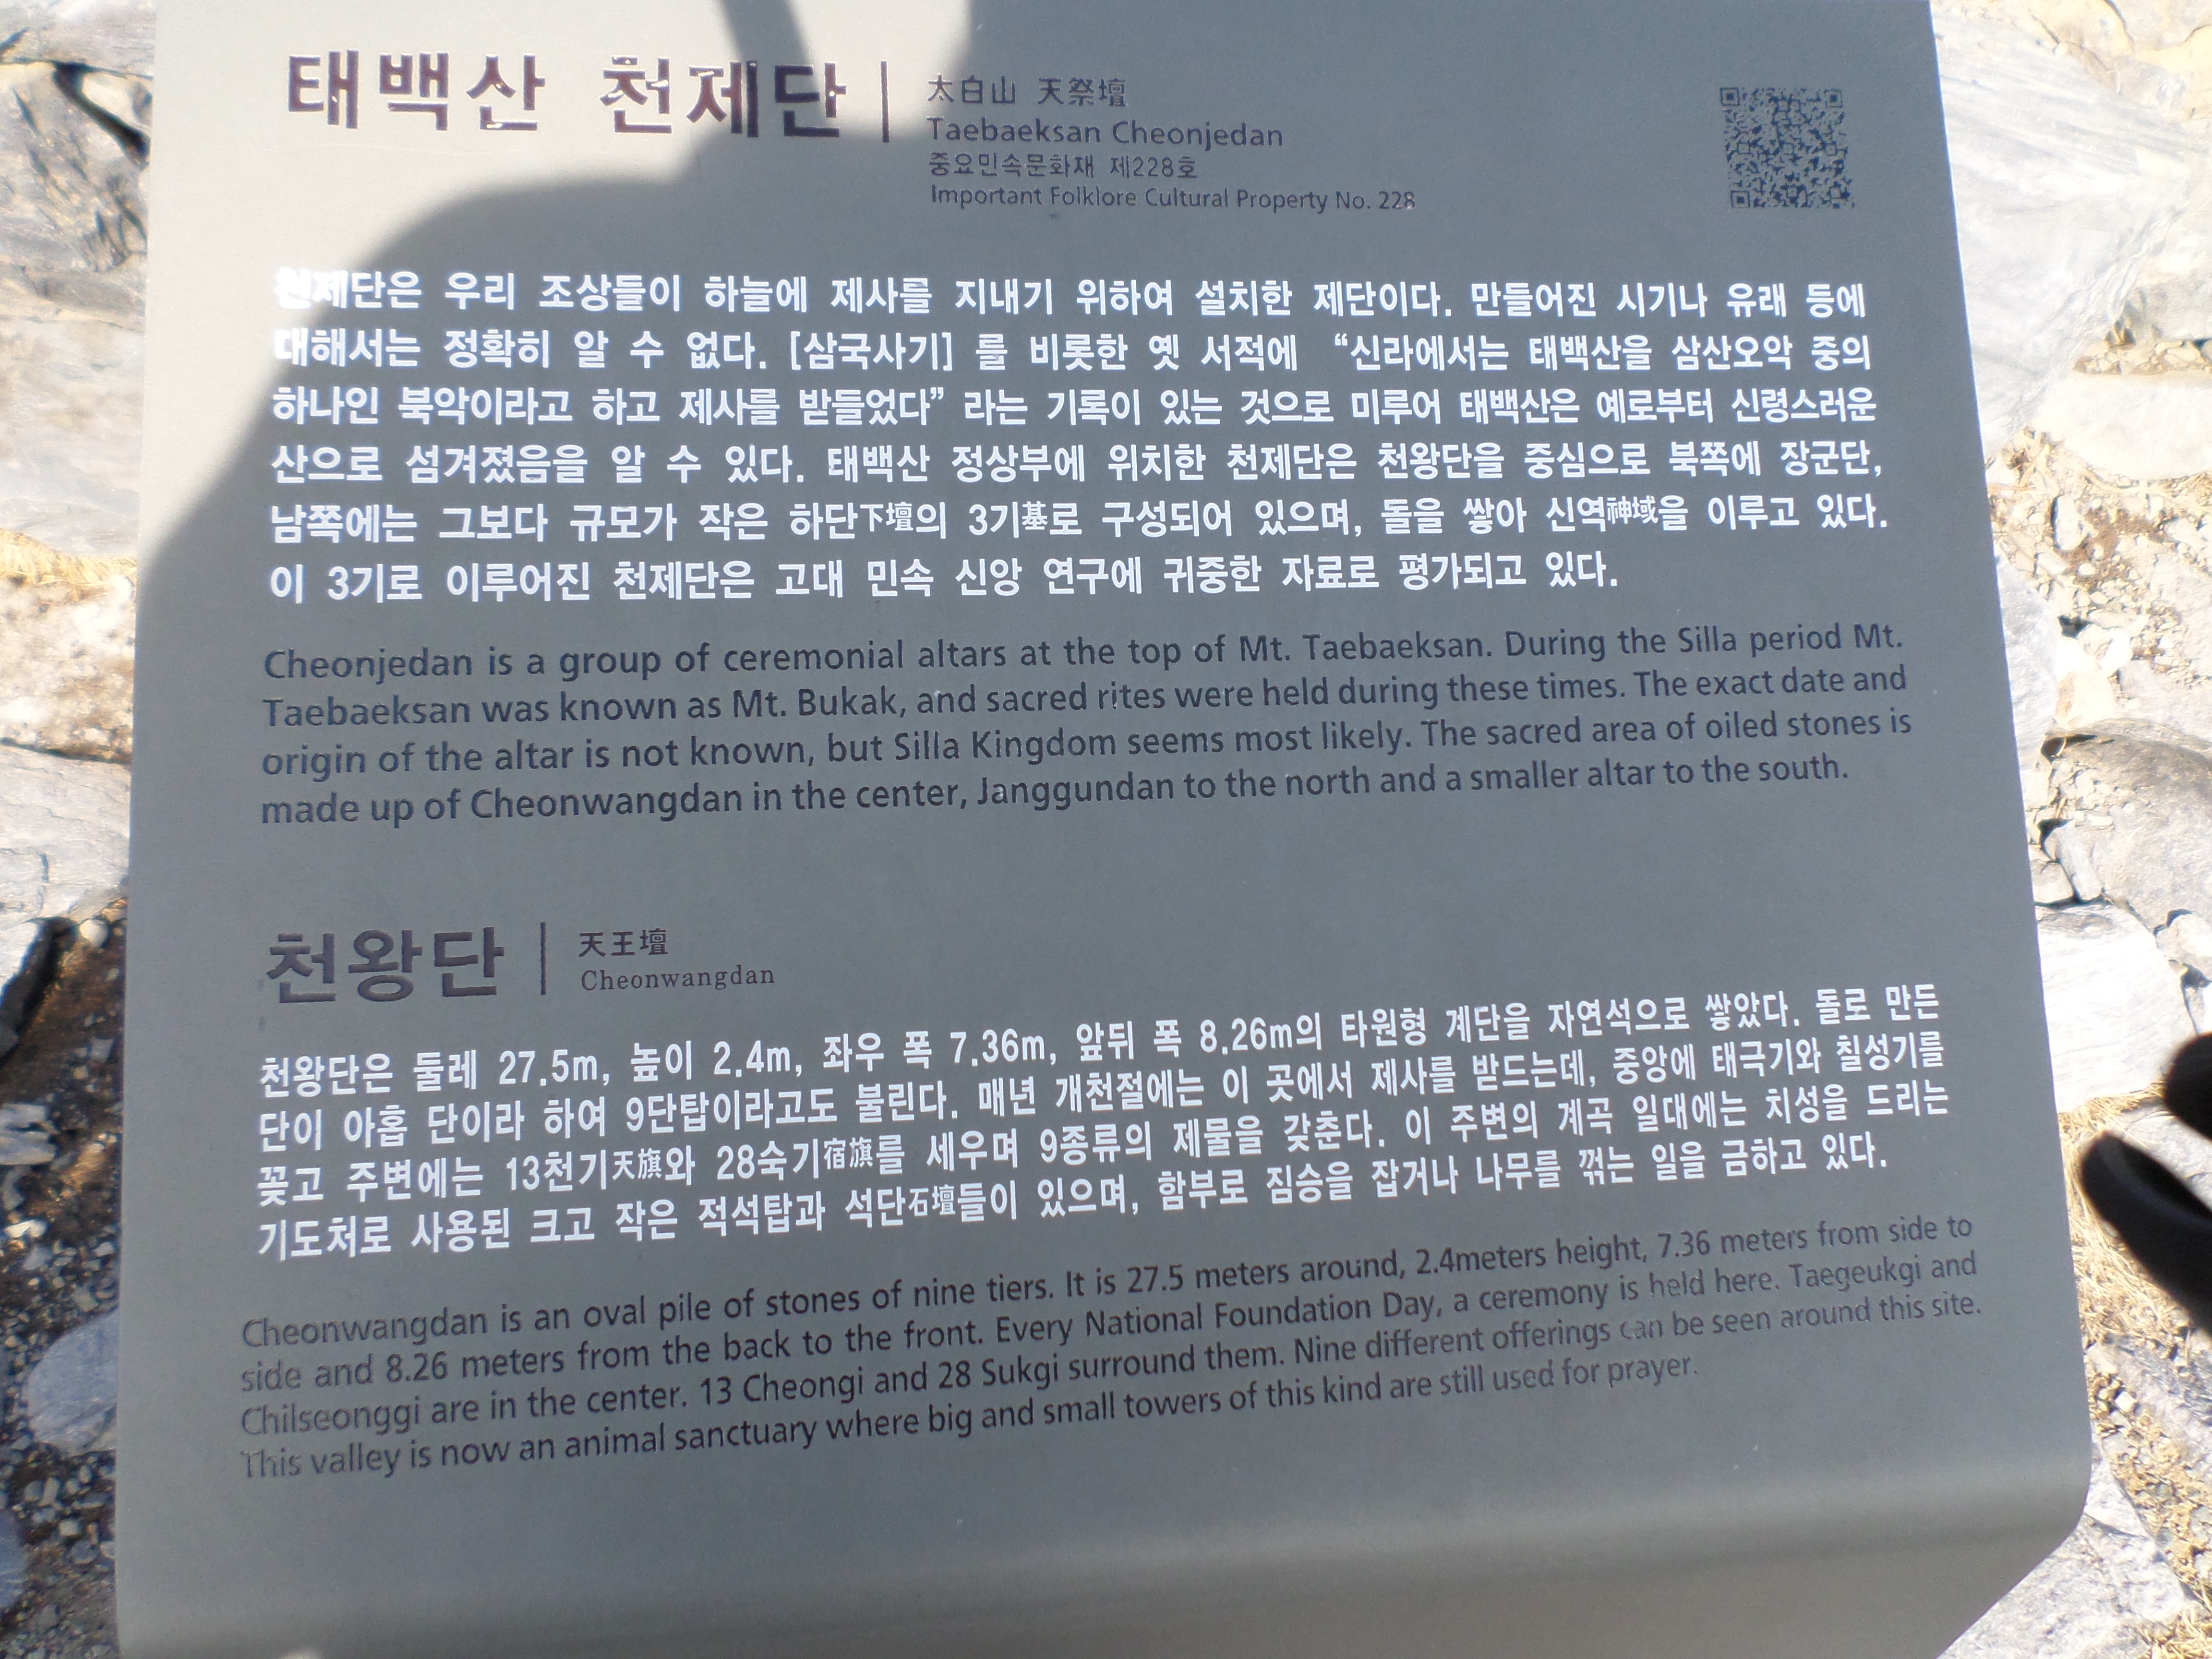 태백산 천제단
太白山 天祭壇
Taebaeksan Cheonjedan
중요민속문화재 제228호
Important Folklore Cultural Property No. 228
천제단은 우리 조상들이 하늘에 제사를 지내기 위하여 설치한 제단이다. 만들어진 시기나 유래 등에
대해서는 정확히 알 수 없다. [삼국사기] 를 비롯한 옛 서적에 “신라에서는 태백산을 삼산오악 중의
하나인 북악이라고 하고 제사를 받들었다” 라는 기록이 있는 것으로 미루어 태백산은 예로부터 신령스러운
산으로 섬겨졌음을 알 수 있다. 태백산 정상부에 위치한 천제단은 천왕단을 중심으로 북쪽에 장군단,
남쪽에는 그보다 규모가 작은 하단下壇의 3기基로 구성되어 있으며, 돌을 쌓아 신역神域을 이루고 있다.
이 3기로 이루어진 천제단은 고대 민속 신앙 연구에 귀중한 자료로 평가되고 있다.
Cheonjedan is a group of ceremonial altars at the top of Mt. Taebaeksan. During the Silla period Mt.
Taebaeksan was known as Mt. Bukak, and sacred rites were held during these times. The exact date and
origin of the altar is not known, but Silla Kingdom seems most likely. The sacred area of oiled stones is
made up of Cheonwangdan in the center, Janggundan to the north and a smaller altar to the south.
천왕단
天王壇
Cheonwangdan
천왕단은 둘레 27.5m, 높이 2.4m, 좌우 폭 7.36m, 앞뒤 폭 8.26m의 타원형 계단을 자연석으로 쌓았다. 돌로 만든
단이 아홉 단이라 하여 9단탑이라고도 불린다. 매년 개천절에는 이 곳에서 제사를 받드는데, 중앙에 태극기와 칠성기를
꽂고 주변에는 13천기天旗와 28숙기宿旗를 세우며 9종류의 제물을 갖춘다. 이 주변의 계곡 일대에는 치성을 드리는
기도처로 사용된 크고 작은 적석탑과 석단石壇들이 있으며, 함부로 짐승을 잡거나 나무를 꺾는 일을 금하고 있다.
Cheonwangdan is an oval pile of stones of nine tiers. It is 27.5 meters around, 2.4meters height, 7.36 meters from side to
side and 8.26 meters from the back to the front. Every National Foundation Day, a ceremony is held here. Taegeukgi and
Chilseonggi are in the center. 13 Cheongi and 28 Sukgi surround them. Nine different offerings can be seen around this site.
This valley is now an animal sanctuary where big and small towers of this kind are still used for prayer.